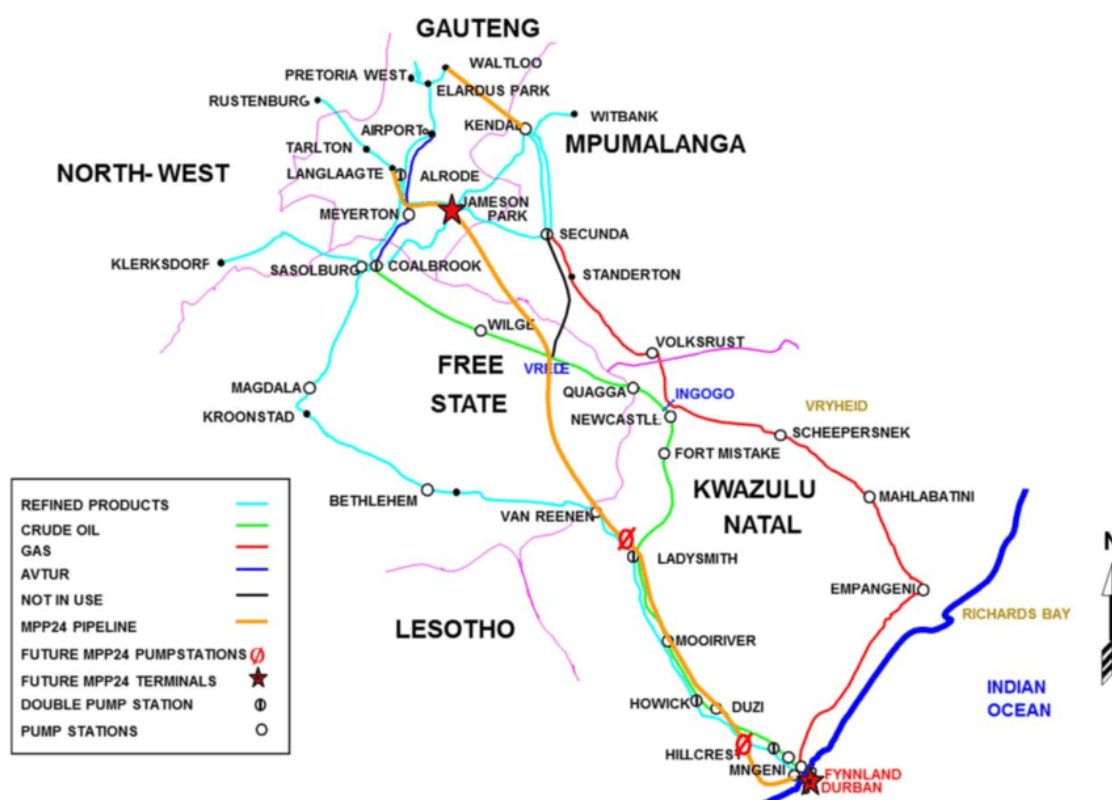 GAUTENG
WALTLOO
PRETORIA WEST
ELARDUS PARK
RUSTENBURG
WITBANK
KENDAL
AIRPORT
MPUMALANGA
TARLTON
NORTH- WEST
LANGLAAGTE
ALRODE
JAMESON
PARK
MEYERTON
SECUNDA
KLERKSDORP
SASOLBURG
COALBROOK
STANDERTON
WILGE
VOLKSRUST
FREE
STATE
VREDE
MAGDALA
QUAGGA
INGOGO
KROONSTAD
NEWCASTLE
VRYHEID
SCHEEPERSNEK
FORT MISTAKE
BETHLEHEM
KWAZULU
NATAL
MAHLABATINI
VAN REENEN
LADYSMITH
EMPANGENI
RICHARDS BAY
LESOTHO
MOOIRIVER
INDIAN
OCEAN
HOWICK
DUZI
HILLCREST
MNGENI
FYNNLAND
DURBAN
N
REFINED PRODUCTS
CRUDE OIL
GAS
AVTUR
NOT IN USE
MPP24 PIPELINE
FUTURE MPP24 PUMPSTATIONS
FUTURE MPP24 TERMINALS
DOUBLE PUMP STATION
PUMP STATIONS